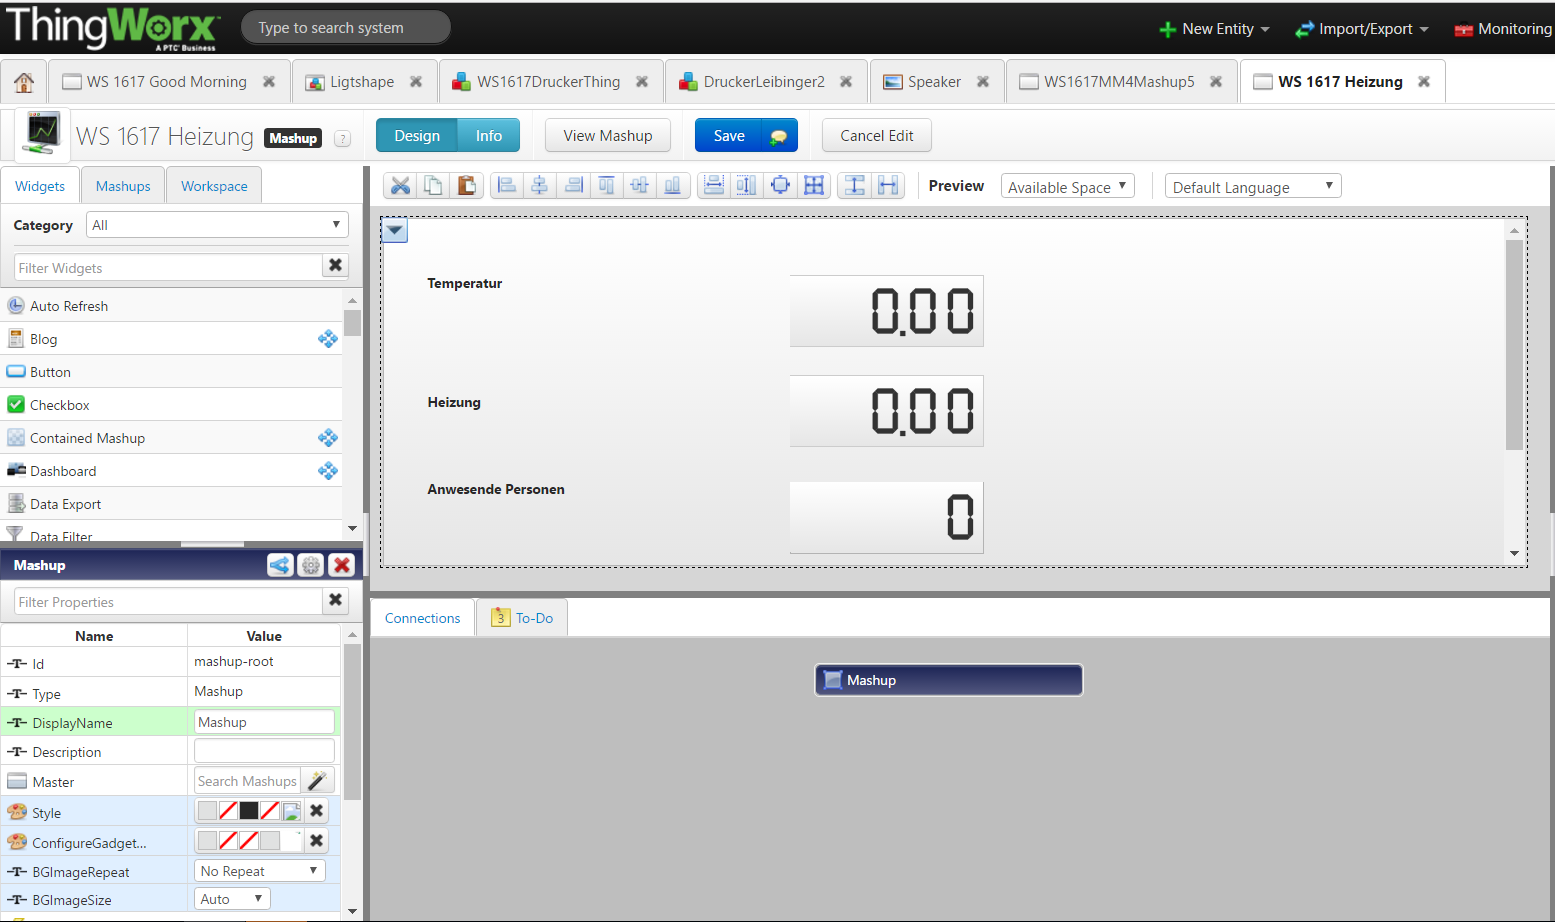 ThingWorx™
A PTC® Business
Type to search system
New Entity
Import/Export
Monitoring
WS 1617 Good Morning
Ligtshape
WS1617DruckerThing
DruckerLeibinger2
Speaker
WS1617MM4Mashup5
WS 1617 Heizung
WS 1617 Heizung
Mashup
?
Design
Info
View Mashup
Save
Cancel Edit
Widgets
Mashups
Workspace
Preview
Available Space
Default Language
Category
All
Filter Widgets
Auto Refresh
Blog
Button
Checkbox
Contained Mashup
Dashboard
Data Export
Data Filter
Temperatur
0.00
Heizung
0.00
Anwesende Personen
0
Mashup
Filter Properties
Name
Value
Id
mashup-root
Type
Mashup
DisplayName
Mashup
Description
Master
Search Mashups
Style
ConfigureGadget...
BGImageRepeat
No Repeat
BGImageSize
Auto
Connections
3
To-Do
Mashup